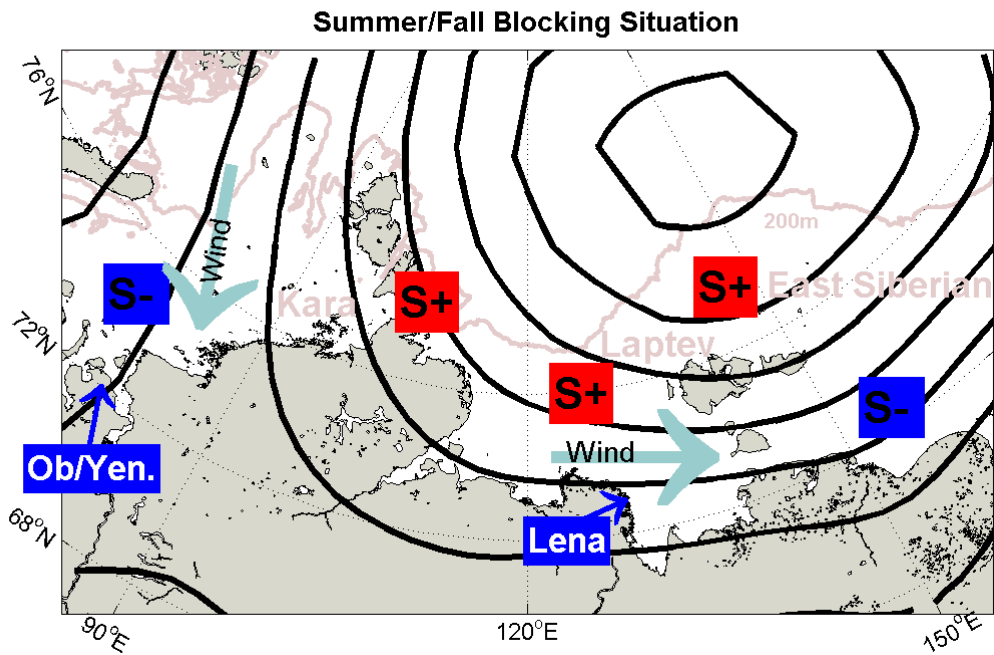 Summer/Fall Blocking Situation
76°N
Wind
200m
S-
Kara
S+
S+
East Siberian
72°N
Laptev
S+
S-
Wind
Ob/Yen.
68°N
Lena
90°E
120°E
150°E